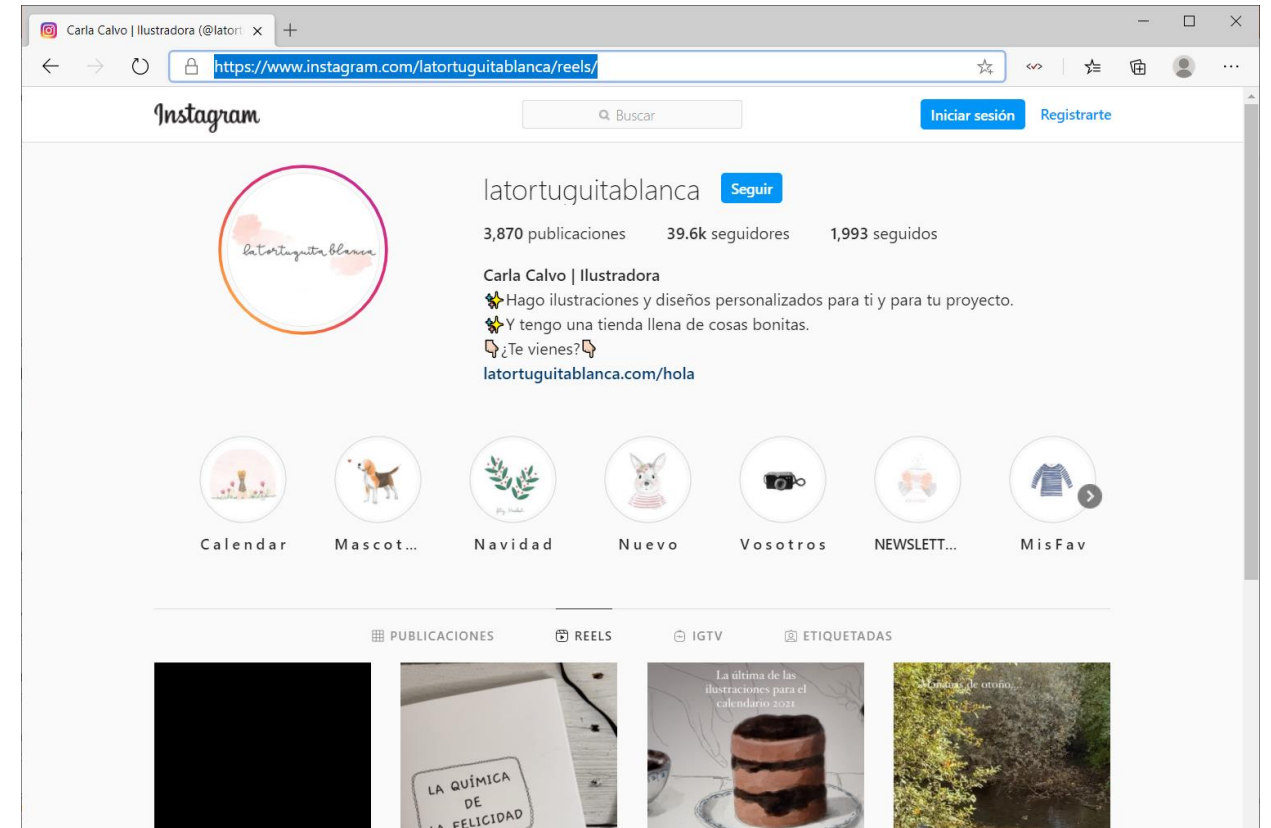 Carla Calvo | Ilustradora (@latort
https://www.instagram.com/latortuguitablanca/reels/
Instagram
Buscar
Iniciar sesión
Registrarte
latortuguitablanca
latortuguitablanca
Seguir
3,870 publicaciones 39.6k seguidores 1,993 seguidos
Carla Calvo | Ilustradora
✨Hago ilustraciones y diseños personalizados para ti y para tu proyecto.
✨Y tengo una tienda llena de cosas bonitas.
👇🏻¿Te vienes?👇🏻
latortuguitablanca.com/hola
Calendar Mascot... Navidad Nuevo Vosotros NEWSLETT... MisFav
PUBLICACIONES REELS IGTV ETIQUETADAS
LA QUÍMICA
DE
LA FELICIDAD
La última de las
ilustraciones para el
calendario 2021
de otoño...